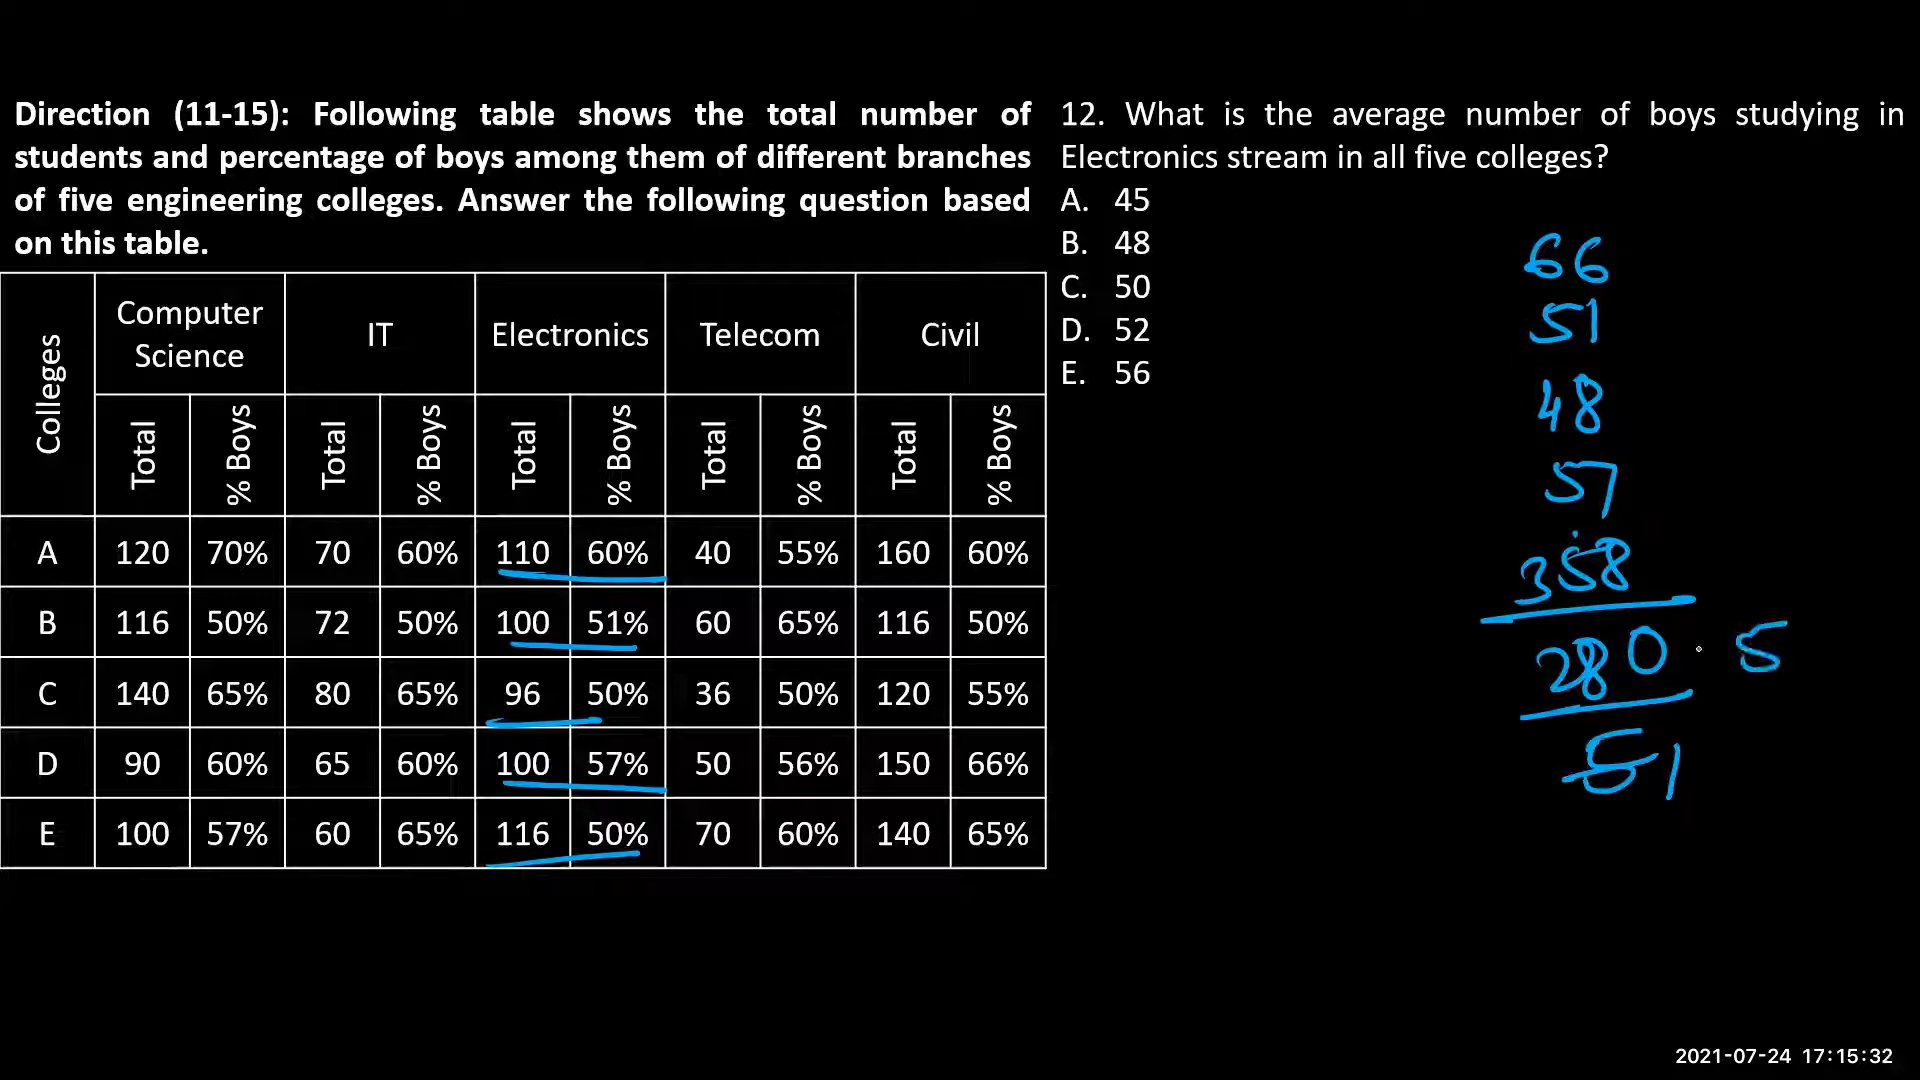 Direction (11-15): Following table shows the total number of
students and percentage of boys among them of different branches
of five engineering colleges. Answer the following question based
on this table.
Colleges Computer Science IT Electronics Telecom Civil
Total % Boys Total % Boys Total % Boys Total % Boys Total % Boys
A 120 70% 70 60% 110 60% 40 55% 160 60%
B 116 50% 72 50% 100 51% 60 65% 116 50%
C 140 65% 80 65% 96 50% 36 50% 120 55%
D 90 60% 65 60% 100 57% 50 56% 150 66%
E 100 57% 60 65% 116 50% 70 60% 140 65%
12. What is the average number of boys studying in
Electronics stream in all five colleges?
A. 45
B. 48
C. 50
D. 52
E. 56
66
51
48
57
358
280 . 5
51
2021-07-24 17:15:32